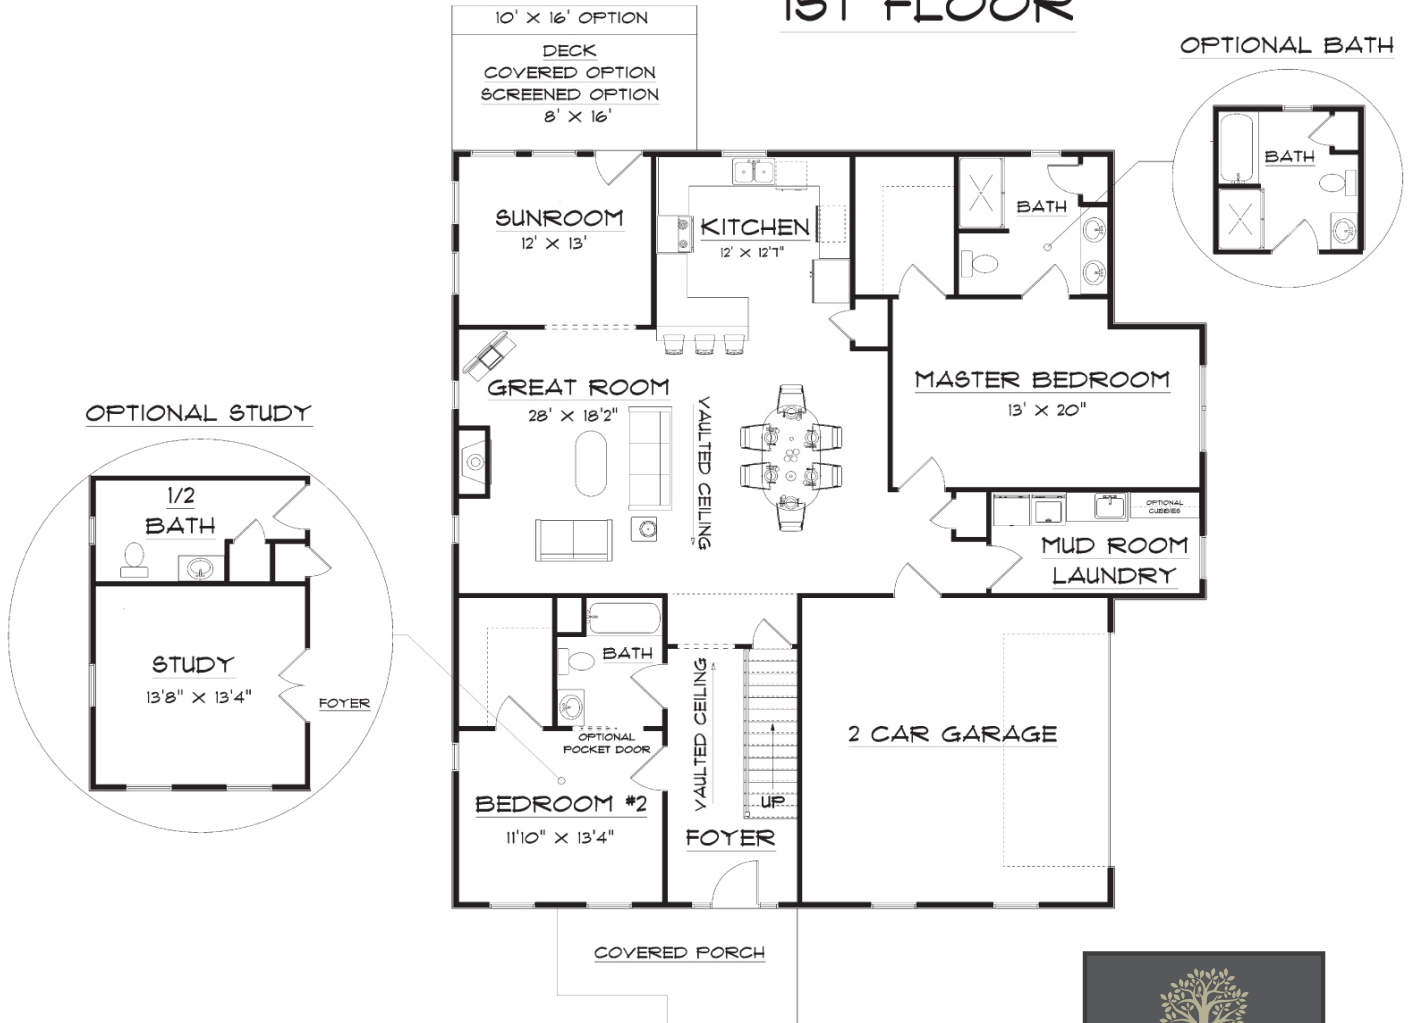 1ST FLOOR
10' X 16' OPTION
DECK
COVERED OPTION
SCREENED OPTION
8' X 16'
OPTIONAL BATH
BATH
SUNROOM
12' X 13'
KITCHEN
12' X 12'7"
BATH
GREAT ROOM
28' X 18'2"
VAULTED CEILING
MASTER BEDROOM
13' X 20"
OPTIONAL STUDY
1/2
BATH
STUDY
13'8" X 13'4"
FOYER
OPTIONAL
CUBBIES
MUD ROOM
LAUNDRY
BATH
OPTIONAL
POCKET DOOR
BEDROOM #2
11'10" X 13'4"
VAULTED CEILING
UP
FOYER
2 CAR GARAGE
COVERED PORCH